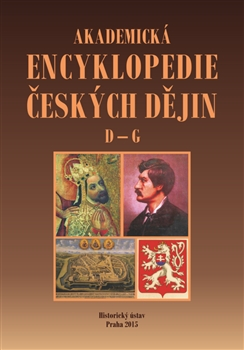 AKADEMICKÁ
ENCYKLOPEDIE
ČESKÝCH DĚJIN
D – G
Historický ústav
Praha 2015